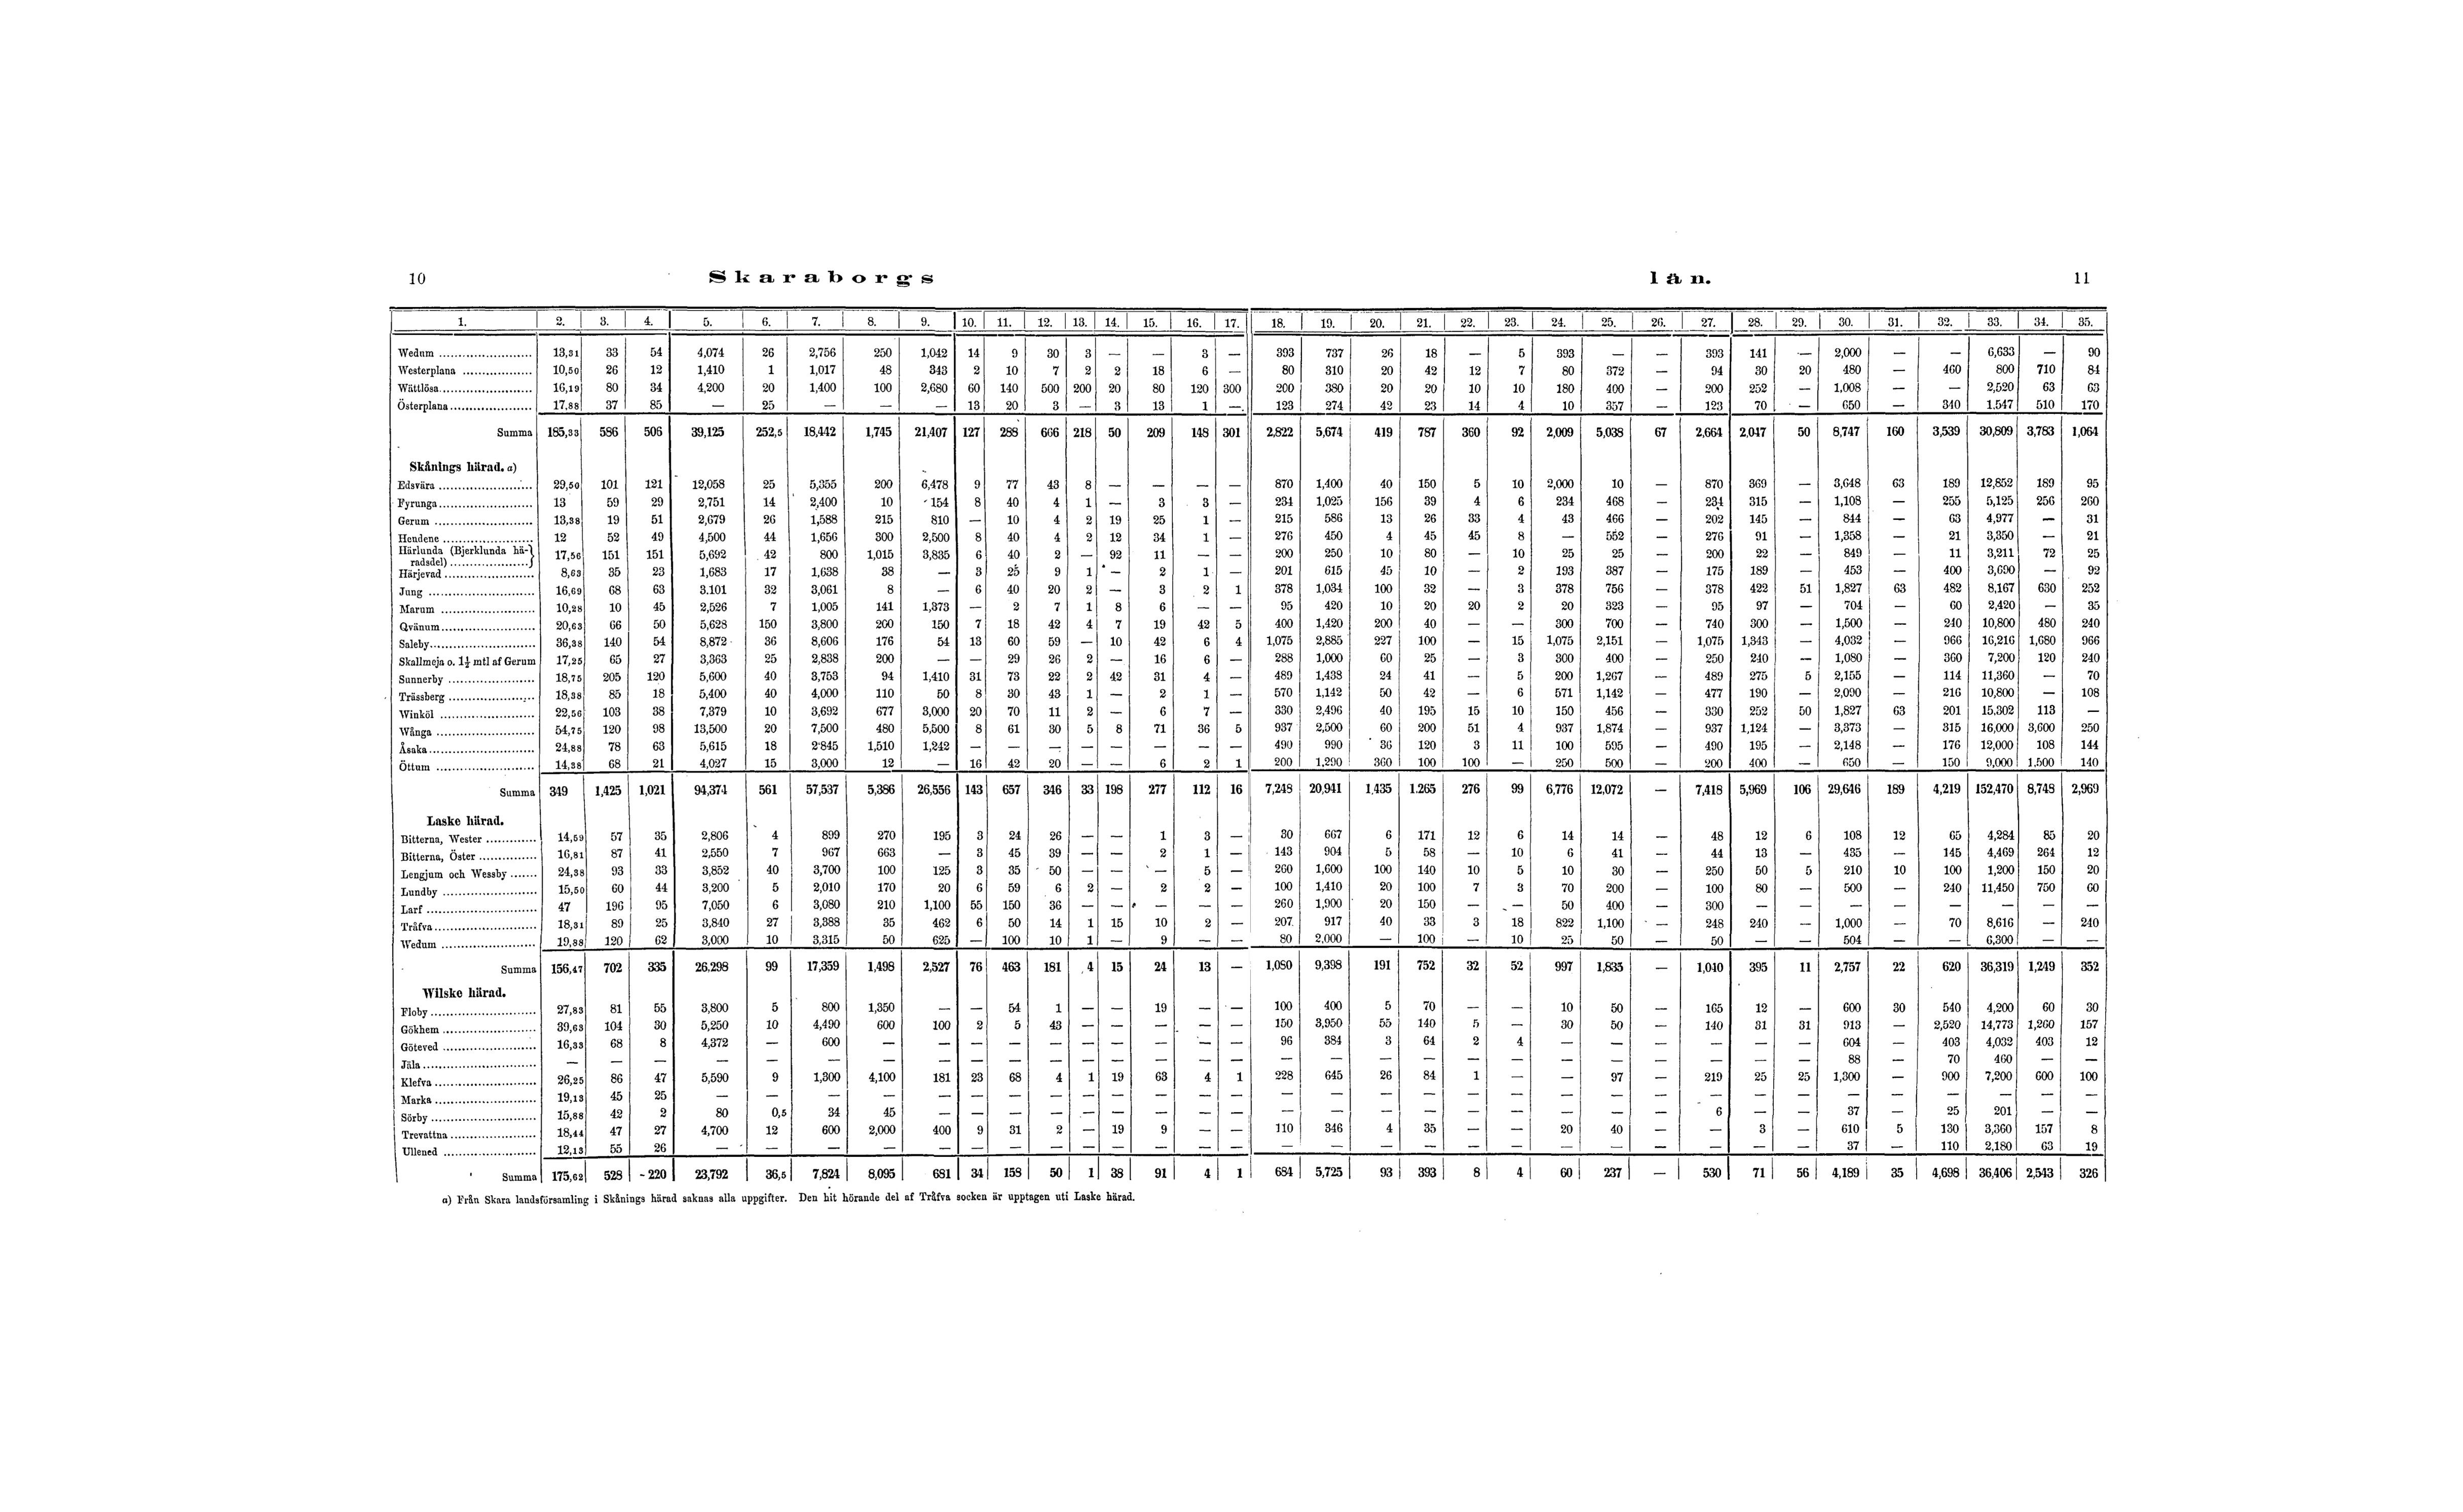 10 Skaraborgs län. 11
1. 2. 3. 4. 5. 6. 7. 8. 9. 10. 11. 12. 13. 14. 15. 16. 17. 18. 19. 20. 21. 22. 23. 24. 25. 26. 27. 28. 29. 30. 31. 32. 33. 34. 35.
Wedum 13,31 33 54 4,074 26 2,756 250 1,042 14 9 30 3 — — 3 — 393 737 26 18 — 5 393 — — 393 141 — 2,000 — — 6,633 — 90
Westerplana 10,50 26 12 1,410 1 1,017 48 343 2 10 7 2 2 18 6 — 80 310 20 42 12 7 80 372 — 94 30 20 480 — 460 800 710 84
Wättlösa 16,19 80 34 4,200 20 1,400 100 2,680 60 140 500 200 20 80 120 300 200 380 20 20 10 10 180 400 — 200 252 — 1,008 — — 2,520 63 63
Österplana 17,88 37 85 — 25 — — — 13 20 3 — 3 13 1 — 123 274 42 23 14 4 10 357 — 123 70 — 650 — 340 1.547 510 170
Summa 185,33 586 506 39,125 252,5 18,442 1,745 21,407 127 288 666 218 50 209 148 301 2,822 5,674 419 787 360 92 2,009 5,038 67 2,664 2,047 50 8,747 160 3,539 30,809 3,783 1,064
Skånings härad. a)
Edsvära 29,50 101 121 12,058 25 5,355 200 6,478 9 77 43 8 — — — — 870 1,400 40 150 5 10 2,000 10 — 870 369 — 3,648 63 189 12,852 189 95
Fyrunga 13 59 29 2,751 14 2,400 10 154 8 40 4 1 — 3 3 — 234 1,025 156 39 4 6 234 468 — 234 315 — 1,108 — 255 5,125 256 260
Gerum 13,38 19 51 2,679 26 1,588 215 810 — 10 4 2 19 25 1 — 215 586 13 26 33 4 43 466 — 202 145 — 844 — 63 4,977 — 31
Hendene 12 52 49 4,500 44 1,656 300 2,500 8 40 4 2 12 34 1 — 276 450 4 45 45 8 — 552 — 276 91 — 1,358 — 21 3,350 — 21
Härlunda (Bjerklunda hä-
radsdel) 17,56 151 151 5,692 42 800 1,015 3,835 6 40 2 — 92 11 — — 200 250 10 80 — 10 25 25 — 200 22 — 849 — 11 3,211 72 25
Härjevad 8,63 35 23 1,683 17 1,638 38 — 3 25 9 1 — 2 1 — 201 615 45 10 — 2 193 387 — 175 189 — 453 — 400 3,690 — 92
Jung 16,69 68 63 3.101 32 3,061 8 — 6 40 20 2 — 3 2 1 378 1,034 100 32 — 3 378 756 — 378 422 51 1,827 63 482 8,167 630 252
Marum 10,28 10 45 2,526 7 1,005 141 1,373 — 2 7 1 8 6 — — 95 420 10 20 20 2 20 323 — 95 97 — 704 — 60 2,420 — 35
Qvänum 20,63 66 50 5,628 150 3,800 200 150 7 18 42 4 7 19 42 5 400 1,420 200 40 — — 300 700 — 740 300 — 1,500 — 240 10,800 480 240
Saleby 36,38 140 54 8,872 36 8,606 176 54 13 60 59 — 10 42 6 4 1,075 2,885 227 100 — 15 1,075 2,151 — 1,075 1,343 — 4,032 — 966 16,216 1,680 966
Skallmeja o. 1½ mtl af Gerum 17,25 65 27 3,363 25 2,838 200 — — 29 26 2 — 16 6 — 288 1,000 60 25 — 3 300 400 — 250 240 — 1,080 — 360 7,200 120 240
Sunnerby 18,75 205 120 5,600 40 3,753 94 1,410 31 73 22 2 42 31 4 — 489 1,438 24 41 — 5 200 1,267 — 489 275 5 2,155 — 114 11,360 — 70
Trässberg 18,38 85 18 5,400 40 4,000 110 50 8 30 43 1 — 2 1 — 570 1,142 50 42 — 6 571 1,142 — 477 190 — 2,090 — 216 10,800 — 108
Winköl 22,56 103 38 7,379 10 3,692 677 3,000 20 70 11 2 — 6 7 — 330 2,496 40 195 15 10 150 456 — 330 252 50 1,827 63 201 15,302 113 —
Wånga 54,75 120 98 13,500 20 7,500 480 5,500 8 61 30 5 8 71 36 5 937 2,500 60 200 51 4 937 1,874 — 937 1,124 — 3,373 — 315 16,000 3,600 250
Åsaka 24,88 78 63 5,615 18 2'845 1,510 1,242 — — — — — — — — 490 990 36 120 3 11 100 595 — 490 195 — 2,148 — 176 12,000 108 144
Öttum 14,38 68 21 4,027 15 3,000 12 — 16 42 20 — — 6 2 1 200 1,290 360 100 100 — 250 500 — 200 400 — 650 — 150 9,000 1.500 140
Summa 349 1,425 1,021 94,374 561 57,537 5,386 26,556 143 657 346 33 198 277 112 16 7,248 20,941 1,435 1.265 276 99 6,776 12,072 — 7,418 5,969 106 29,646 189 4,219 152,470 8,748 2,969
Laske härad.
Bitterna, Wester 14,59 57 35 2,806 4 899 270 195 3 24 26 — — 1 3 — 30 667 6 171 12 6 14 14 — 48 12 6 108 12 65 4,284 85 20
Bitterna, Öster 16,81 87 41 2,550 7 967 663 — 3 45 39 — — 2 1 — 143 904 5 58 — 10 6 41 — 44 13 — 435 — 145 4,469 264 12
Lengjum och Wessby 24,38 93 33 3,852 40 3,700 100 125 3 35 50 — — — 5 — 260 1,600 100 140 10 5 10 30 — 250 50 5 210 10 100 1,200 150 20
Lundby 15,50 60 44 3,200 5 2,010 170 20 6 59 6 2 — 2 2 — 100 1,410 20 100 7 3 70 200 — 100 80 — 500 — 240 11,450 750 60
Larf 47 196 95 7,050 6 3,080 210 1,100 55 150 36 — — — — — 260 1,900 20 150 — — 50 400 — 300 — — — — — — — —
Tråfva 18,31 89 25 3,840 27 3,388 35 462 6 50 14 1 15 10 2 — 207 917 40 33 3 18 822 1,100 — 248 240 — 1,000 — 70 8,616 — 240
Wedum 19,88 120 62 3,000 10 3,315 50 625 — 100 10 1 — 9 — — 80 2,000 — 100 — 10 25 50 — 50 — — 504 — — 6,300 — —
Summa 156,47 702 335 26,298 99 17,359 1,498 2,527 76 463 181 4 15 24 13 — 1,080 9,398 191 752 32 52 997 1,835 — 1,040 395 11 2,757 22 620 36,319 1,249 352
Wilske härad.
Floby 27,83 81 55 3,800 5 800 1,350 — — 54 1 — — 19 — — 100 400 5 70 — — 10 50 — 165 12 — 600 30 540 4,200 60 30
Gökhem 39,63 104 30 5,250 10 4,490 600 100 2 5 43 — — — — — 150 3,950 55 140 5 — 30 50 — 140 31 31 913 — 2,520 14,773 1,260 157
Göteved 16,33 68 8 4,372 — 600 — — — — — — — — — — 96 384 3 64 2 4 — — — — — — 604 — 403 4,032 403 12
Jäla — — — — — — — — — — — — — — — — — — — — — — — — — — — — 88 — 70 460 — —
Klefva 26,25 86 47 5,590 9 1,300 4,100 181 23 68 4 1 19 63 4 1 228 645 26 84 1 — — 97 — 219 25 25 1,300 — 900 7,200 600 100
Marka 19,13 45 25 — — — — — — — — — — — — — — — — — — — — — — — — — — — — — — —
Sörby 15,88 42 2 80 0,5 34 45 — — — — — — — — — — — — — — — — — — 6 — — 37 — 25 201 — —
Trevattna 18,44 47 27 4,700 12 600 2,000 400 9 31 2 — 19 9 — — 110 346 4 35 — — 20 40 — — 3 — 610 5 130 3,360 157 8
Ullened 12,13 55 26 — — — — — — — — — — — — — — — — — — — — — — — — — 37 — 110 2,180 63 19
Summa 175,62 528 220 23,792 36,5 7,824 8,095 681 34 158 50 1 38 91 4 1 684 5,725 93 393 8 4 60 237 — 530 71 56 4,189 35 4,698 36,406 2,543 326
a) Från Skara landsförsamling i Skånings härad saknas alla uppgifter. Den hit hörande del af Tråfva socken är upptagen uti Laske härad.